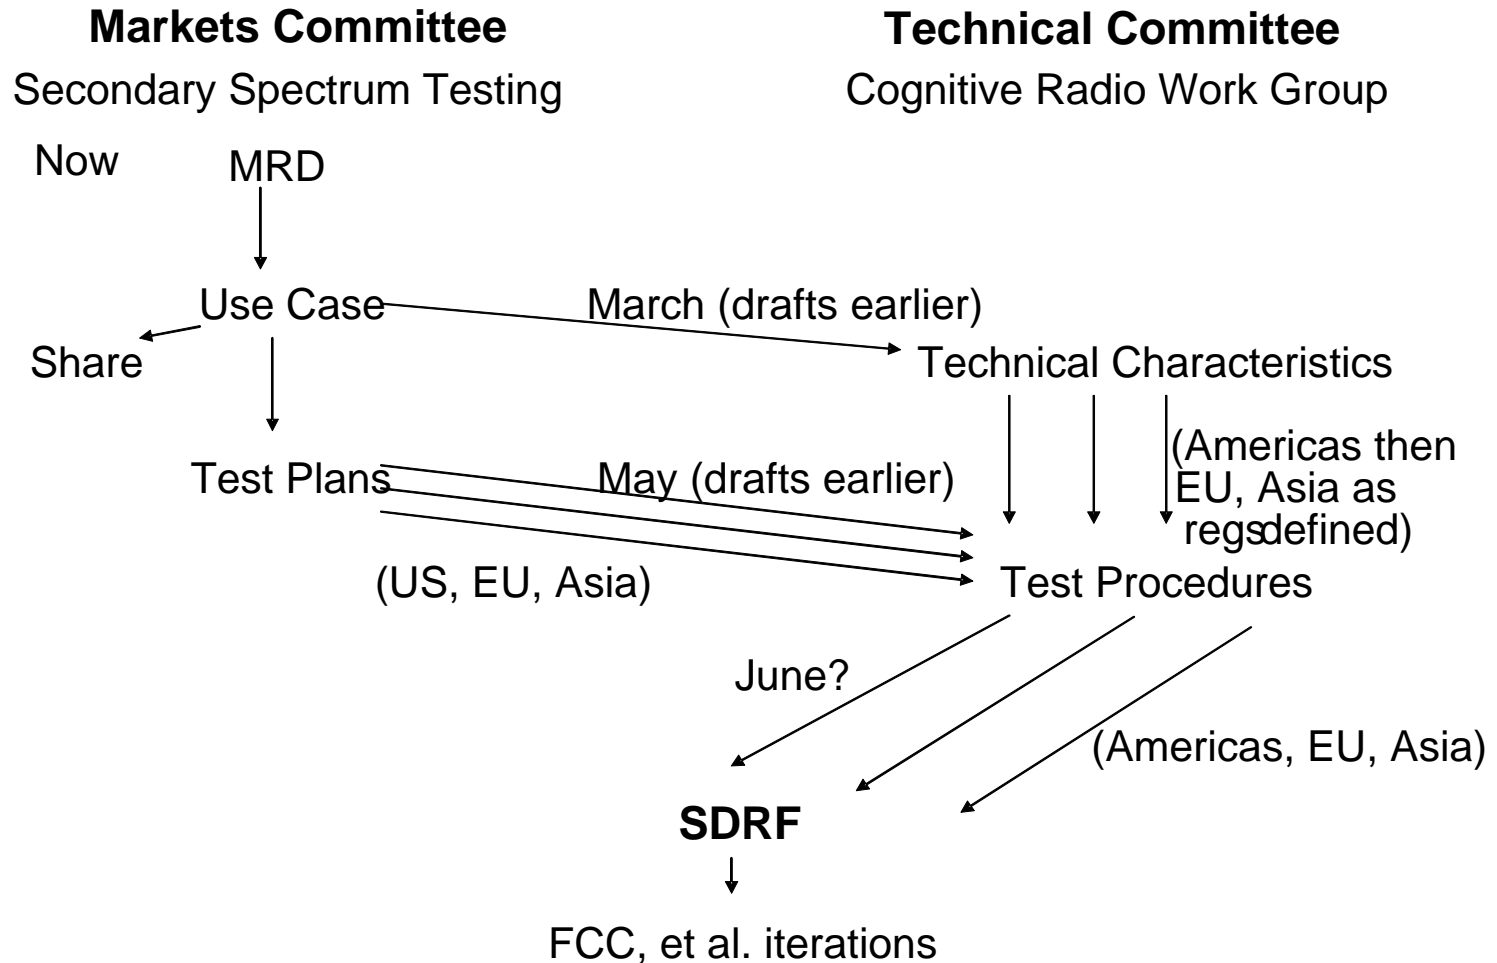 Markets Committee
Technical Committee
Secondary Spectrum Testing
Cognitive Radio Work Group
Now
MRD
Use Case
March (drafts earlier)
Share
Technical Characteristics
(Americas then
EU, Asia as
regsdefined)
Test Plans
May (drafts earlier)
(US, EU, Asia)
Test Procedures
June?
(Americas, EU, Asia)
SDRF
FCC, et al. iterations